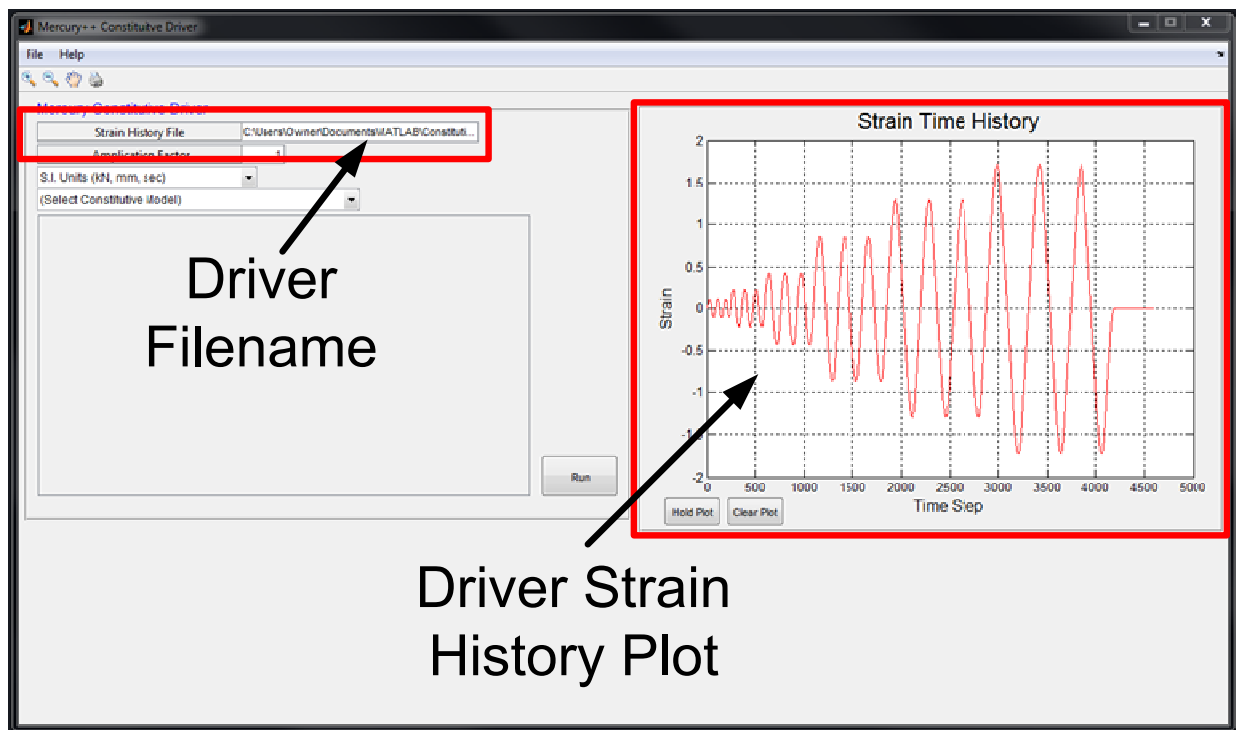 Mercury++ Constituitve Driver
File Help
Mercury Constitutive Driver
Strain History File C:\Users\Owner\Documents\MATLAB\Constituti...
Amplication Factor 1
S.I. Units (kN, mm, sec)
(Select Constitutive Model)
Driver
Filename
Run
Strain Time History
2
1.5
1
0.5
0
-0.5
-1
-1.5
-2
Strain
0 500 1000 1500 2000 2500 3000 3500 4000 4500 5000
Time Step
Hold Plot Clear Plot
Driver Strain
History Plot